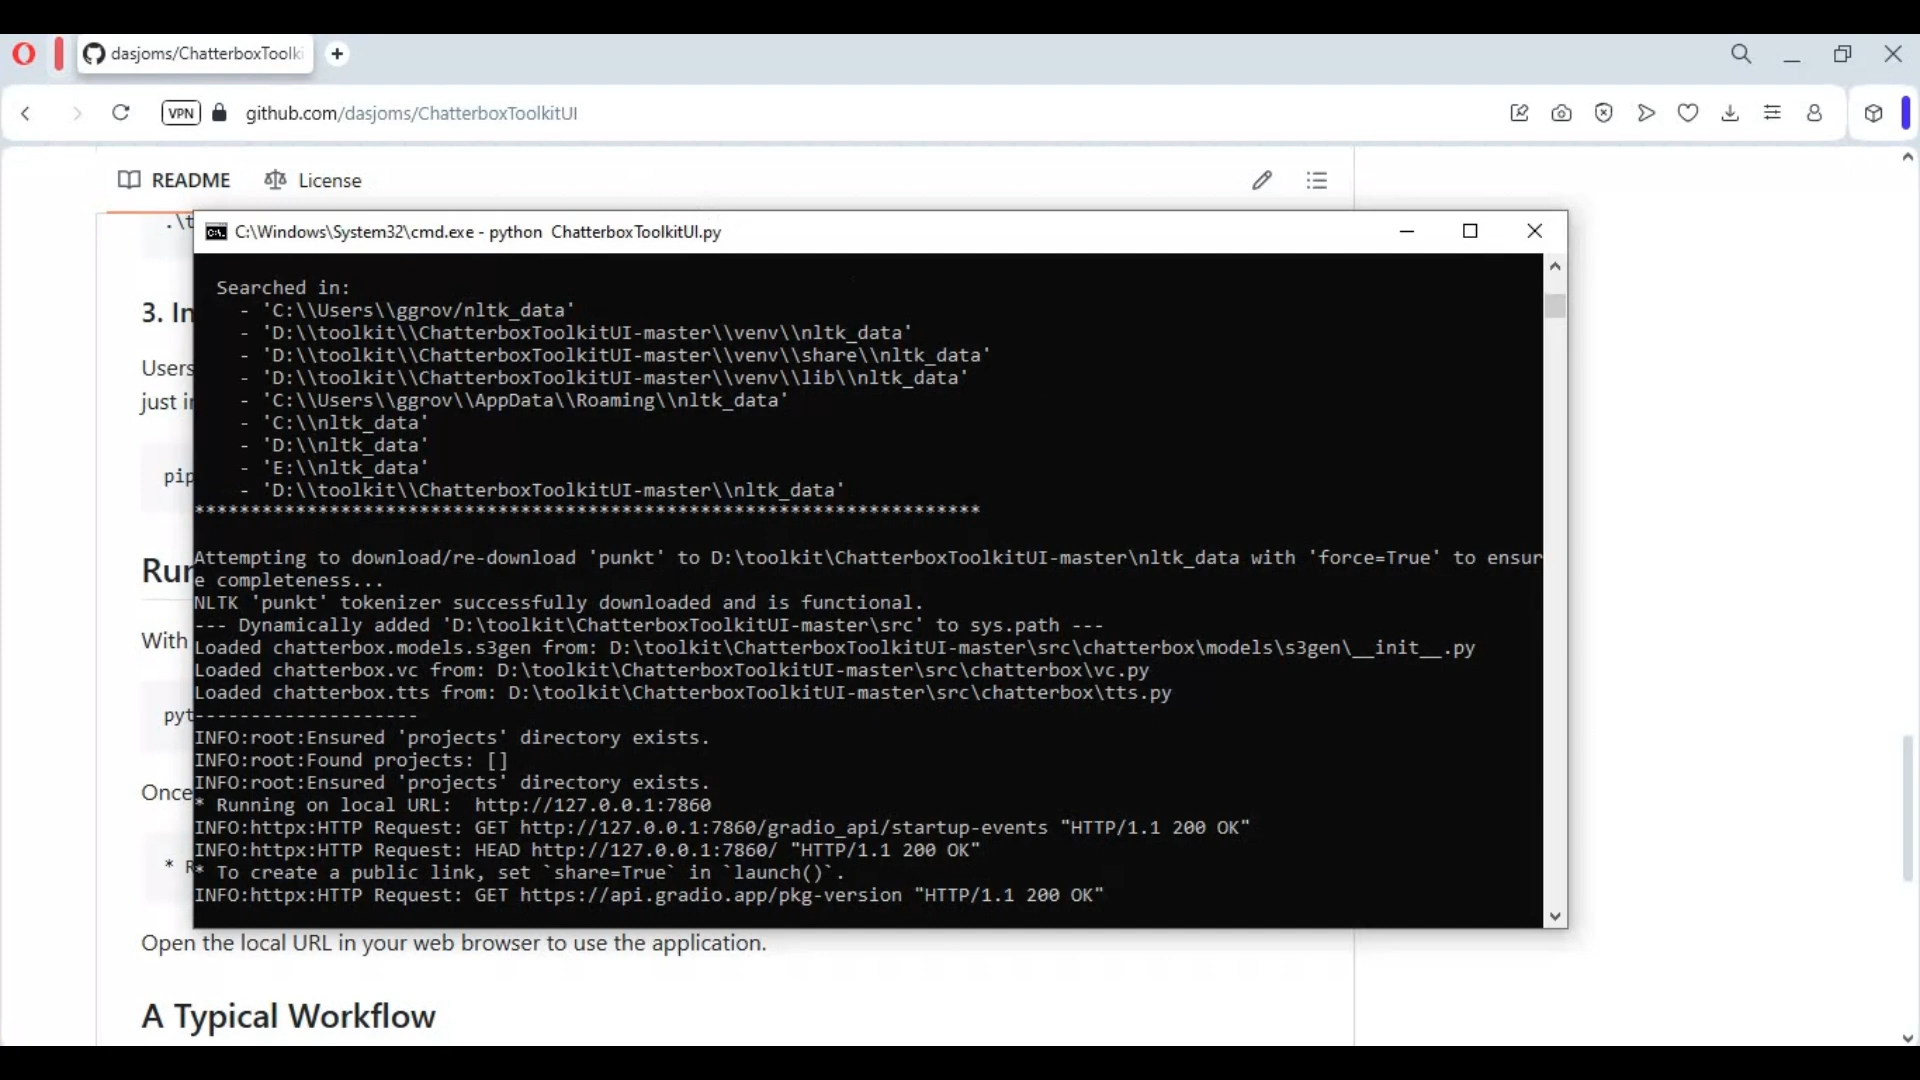 dasjoms/ChatterboxToolki
VPN
github.com/dasjoms/ChatterboxToolkitUI
README
License
.\t
C:\Windows\System32\cmd.exe - python  ChatterboxToolkitUI.py
Searched in:
- 'C:\\Users\\ggrov/nltk_data'
- 'D:\\toolkit\\ChatterboxToolkitUI-master\\venv\\nltk_data'
- 'D:\\toolkit\\ChatterboxToolkitUI-master\\venv\\share\\nltk_data'
- 'D:\\toolkit\\ChatterboxToolkitUI-master\\venv\\lib\\nltk_data'
- 'C:\\Users\\ggrov\\AppData\\Roaming\\nltk_data'
- 'C:\\nltk_data'
- 'D:\\nltk_data'
- 'E:\\nltk_data'
- 'D:\\toolkit\\ChatterboxToolkitUI-master\\nltk_data'
**********************************************************************
Attempting to download/re-download 'punkt' to D:\toolkit\ChatterboxToolkitUI-master\nltk_data with 'force=True' to ensur
e completeness...
NLTK 'punkt' tokenizer successfully downloaded and is functional.
--- Dynamically added 'D:\toolkit\ChatterboxToolkitUI-master\src' to sys.path ---
Loaded chatterbox.models.s3gen from: D:\toolkit\ChatterboxToolkitUI-master\src\chatterbox\models\s3gen\__init__.py
Loaded chatterbox.vc from: D:\toolkit\ChatterboxToolkitUI-master\src\chatterbox\vc.py
Loaded chatterbox.tts from: D:\toolkit\ChatterboxToolkitUI-master\src\chatterbox\tts.py
--------------------
INFO:root:Ensured 'projects' directory exists.
INFO:root:Found projects: []
INFO:root:Ensured 'projects' directory exists.
* Running on local URL:  http://127.0.0.1:7860
INFO:httpx:HTTP Request: GET http://127.0.0.1:7860/gradio_api/startup-events "HTTP/1.1 200 OK"
INFO:httpx:HTTP Request: HEAD http://127.0.0.1:7860/ "HTTP/1.1 200 OK"
* To create a public link, set `share=True` in `launch()`.
INFO:httpx:HTTP Request: GET https://api.gradio.app/pkg-version "HTTP/1.1 200 OK"
3. In
Users
just i
pip
Run
With
pyt
Once
* R
Open the local URL in your web browser to use the application.
A Typical Workflow